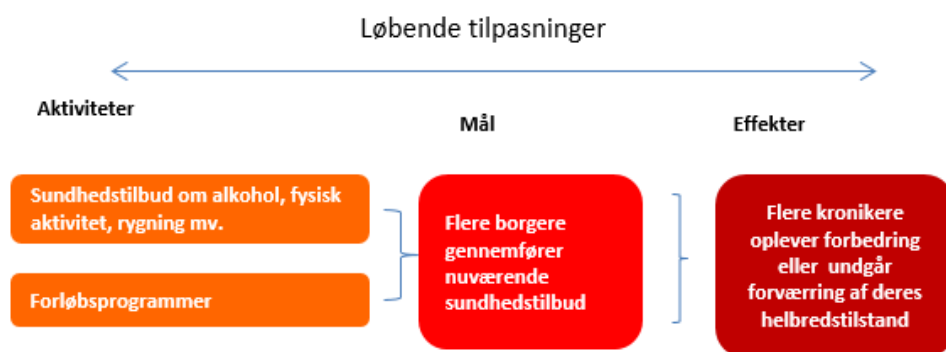 Løbende tilpasninger
Aktiviteter
Mål
Effekter
Sundhedstilbud om alkohol, fysisk
aktivitet, rygning mv.
Forløbsprogrammer
Flere borgere
gennemfører
nuværende
sundhedstilbud
Flere kronikere
oplever forbedring
eller undgår
forværring af deres
helbredstilstand